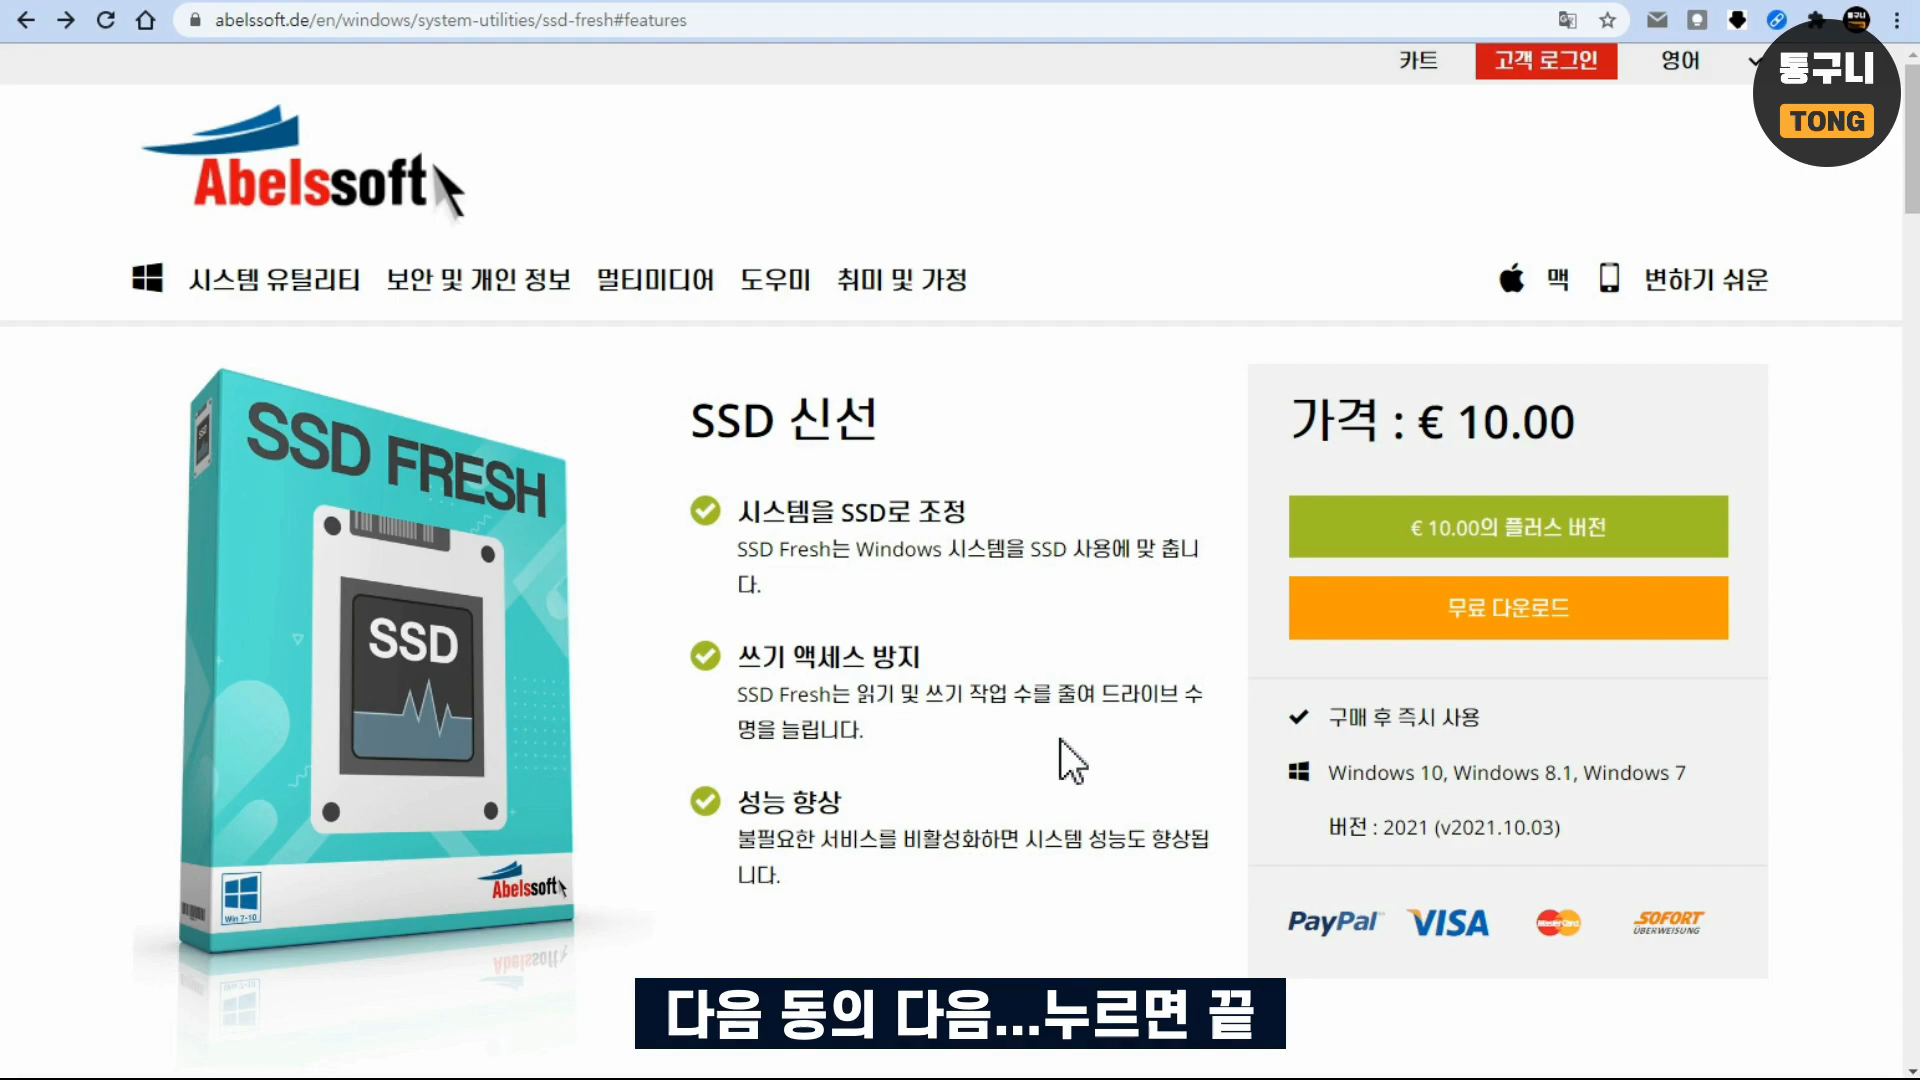 abelssoft.de/en/windows/system-utilities/ssd-fresh#features
카트 고객 로그인 영어
통구니
TONG
Abelssoft
시스템 유틸리티 보안 및 개인 정보 멀티미디어 도우미 취미 및 가정 맥 변하기 쉬운
SSD FRESH
SSD
SSD
Win 7-10
Abelssoft
SSD 신선
시스템을 SSD로 조정
SSD Fresh는 Windows 시스템을 SSD 사용에 맞 춥니
다.
쓰기 액세스 방지
SSD Fresh는 읽기 및 쓰기 작업 수를 줄여 드라이브 수
명을 늘립니다.
성능 향상
불필요한 서비스를 비활성화하면 시스템 성능도 향상됩
니다.
가격 : € 10.00
€ 10.00의 플러스 버전
무료 다운로드
구매 후 즉시 사용
Windows 10, Windows 8.1, Windows 7
버전 : 2021 (v2021.10.03)
PayPal VISA MasterCard SOFORT
ÜBERWEISUNG
다음 동의 다음...누르면 끝